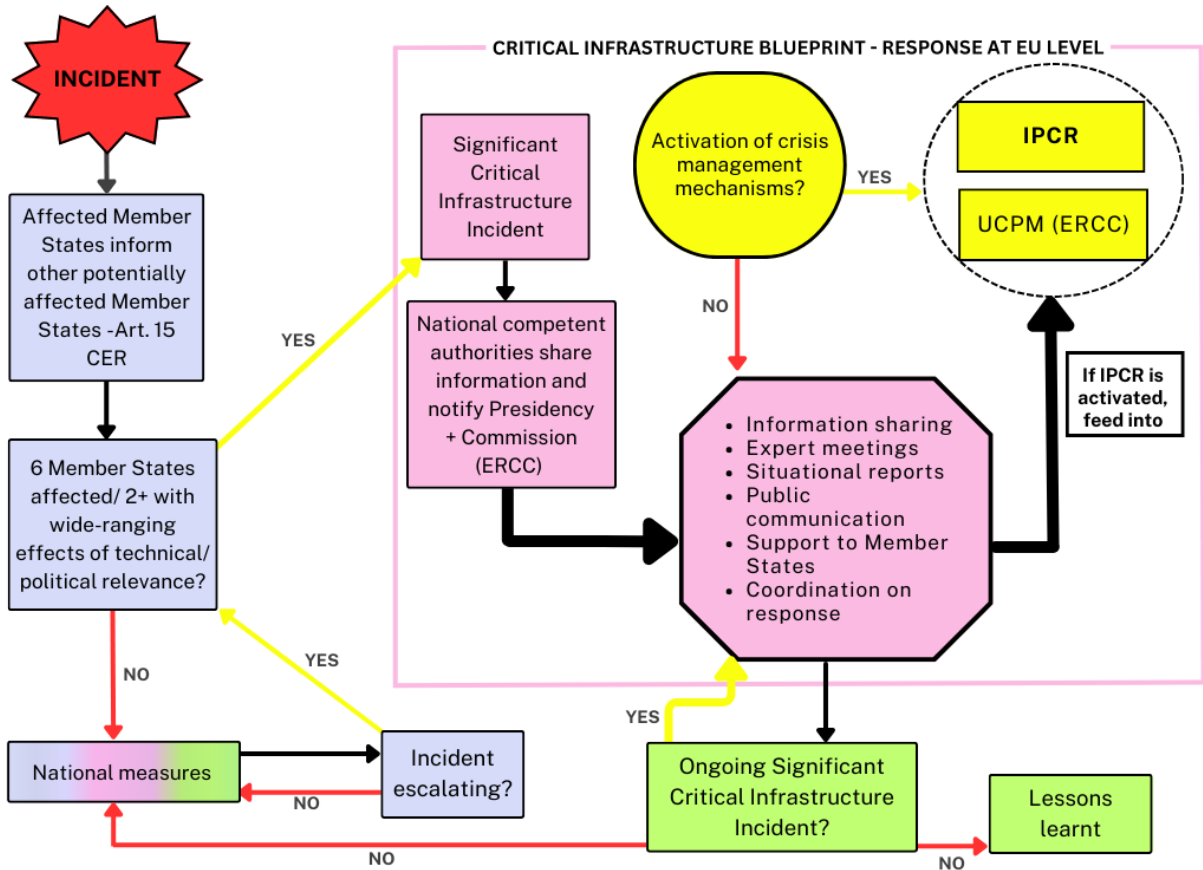 CRITICAL INFRASTRUCTURE BLUEPRINT - RESPONSE AT EU LEVEL
INCIDENT
Affected Member
States inform
other potentially
affected Member
States -Art. 15
CER
6 Member States
affected/ 2+ with
wide-ranging
effects of technical/
political relevance?
YES
NO
National measures
Incident
escalating?
YES
NO
Significant
Critical
Infrastructure
Incident
National competent
authorities share
information and
notify Presidency
+ Commission
(ERCC)
Activation of crisis
management
mechanisms?
YES
NO
IPCR
UCPM (ERCC)
• Information sharing
• Expert meetings
• Situational reports
• Public
communication
• Support to Member
States
• Coordination on
response
If IPCR is
activated,
feed into
YES
Ongoing Significant
Critical Infrastructure
Incident?
NO
NO
Lessons
learnt